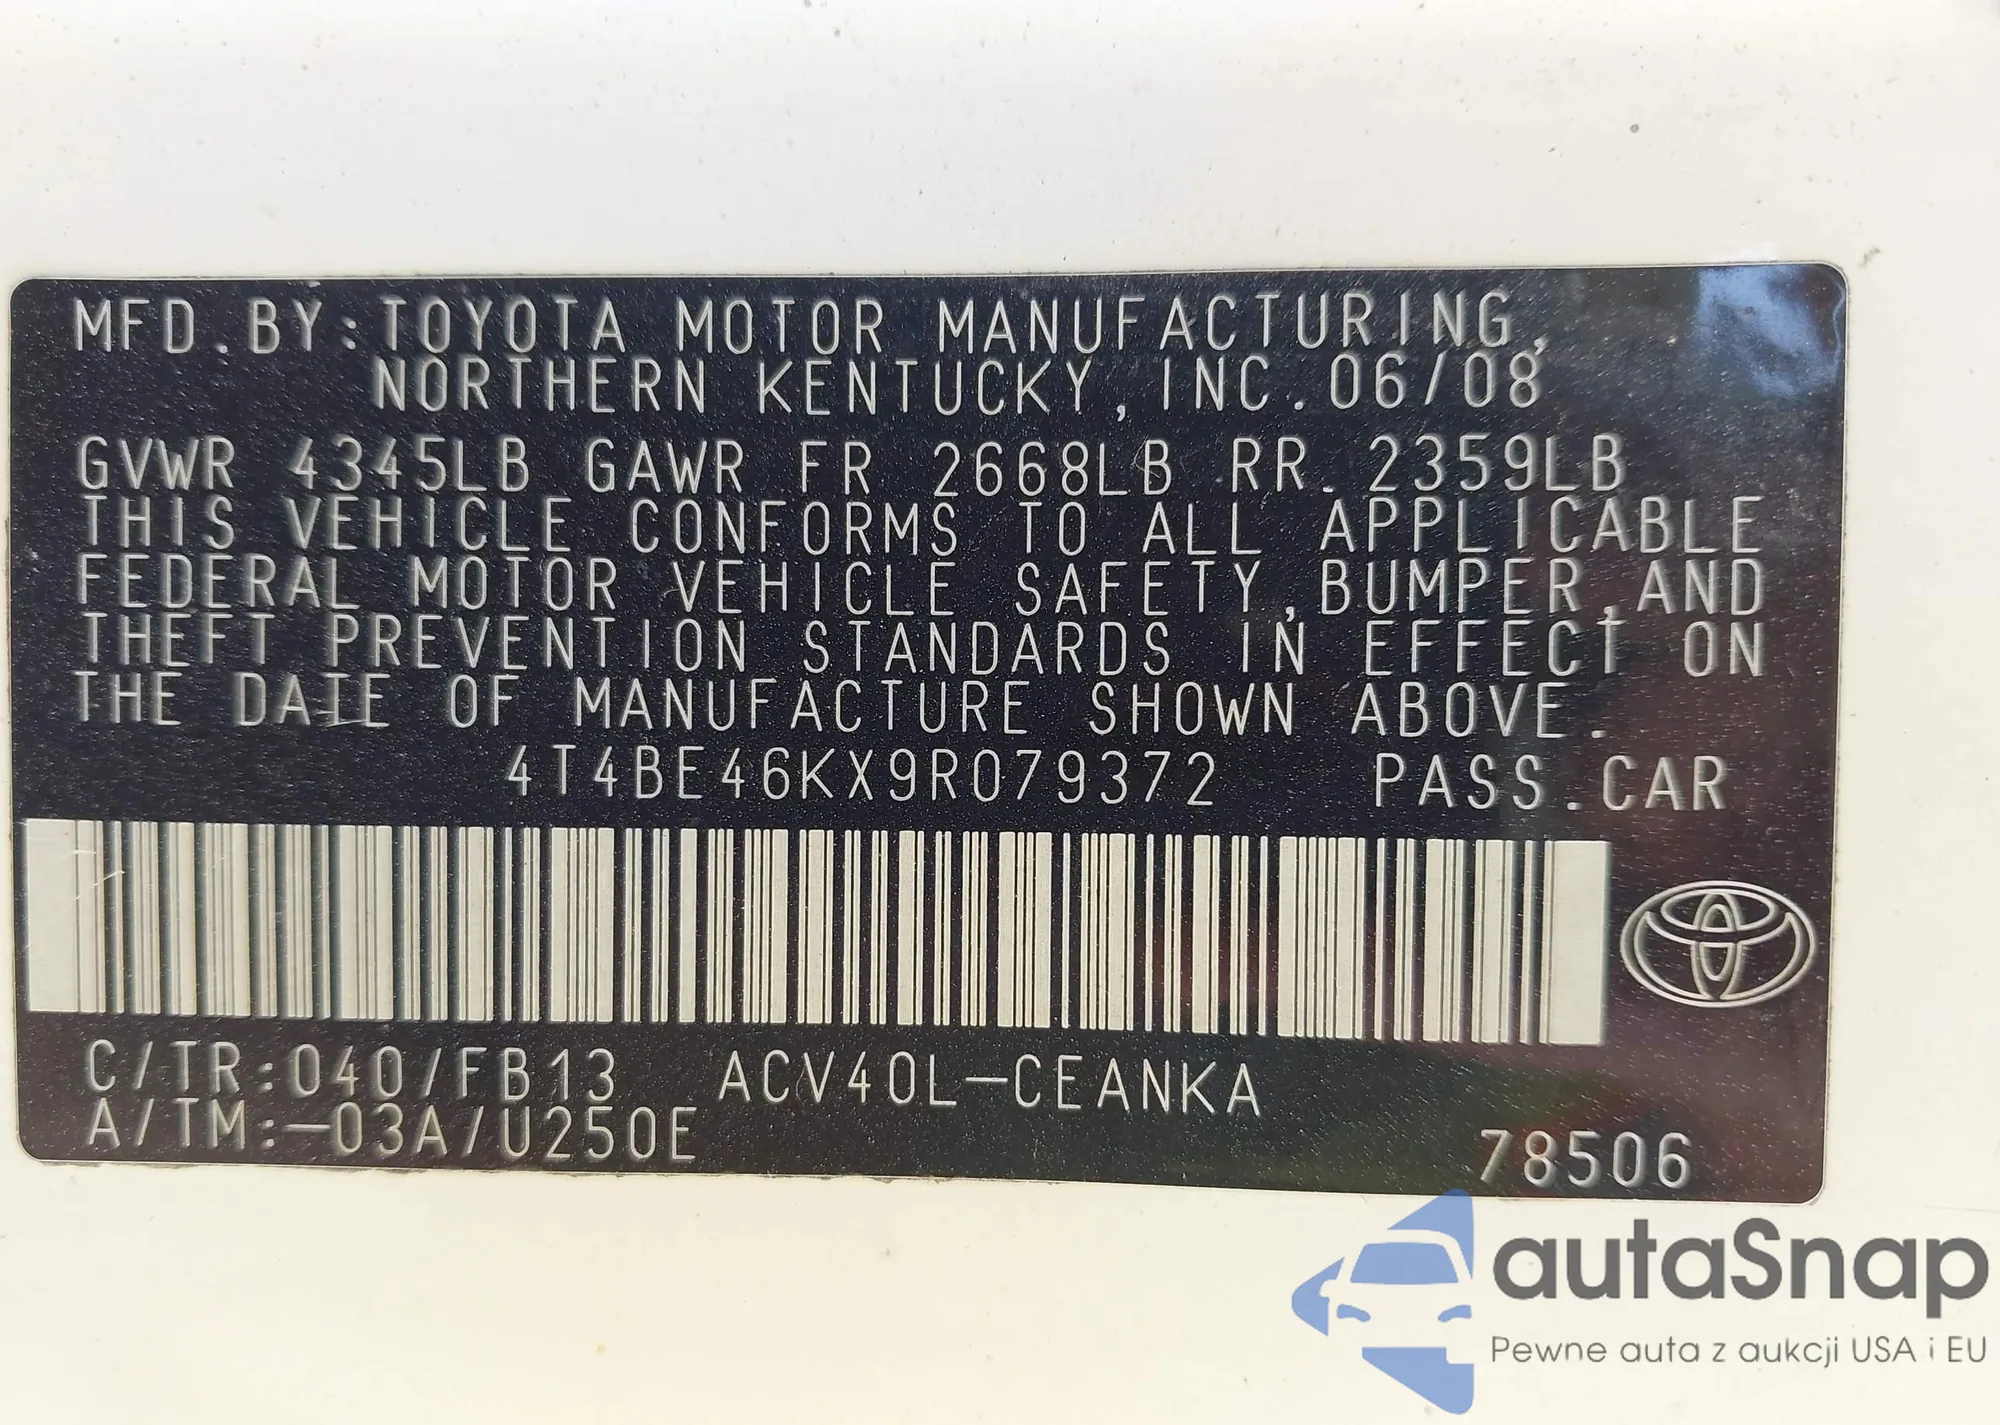 MFD.BY:TOYOTA MOTOR MANUFACTURING,
NORTHERN KENTUCKY, INC. 06/08
GVWR 4345LB GAWR FR 2668LB RR. 2359LB
THIS VEHICLE CONFORMS TO ALL APPLICABLE
FEDERAL MOTOR VEHICLE SAFETY, BUMPER, AND
THEFT PREVENTION STANDARDS IN EFFECT ON
THE DATE OF MANUFACTURE SHOWN ABOVE.
4T4BE46KX9R079372 PASS.CAR
C/TR:040/FB13 ACV40L-CEANKA
A/TM:-03A/U250E
78506
autaSnap
Pewne auta z aukcji USA i EU